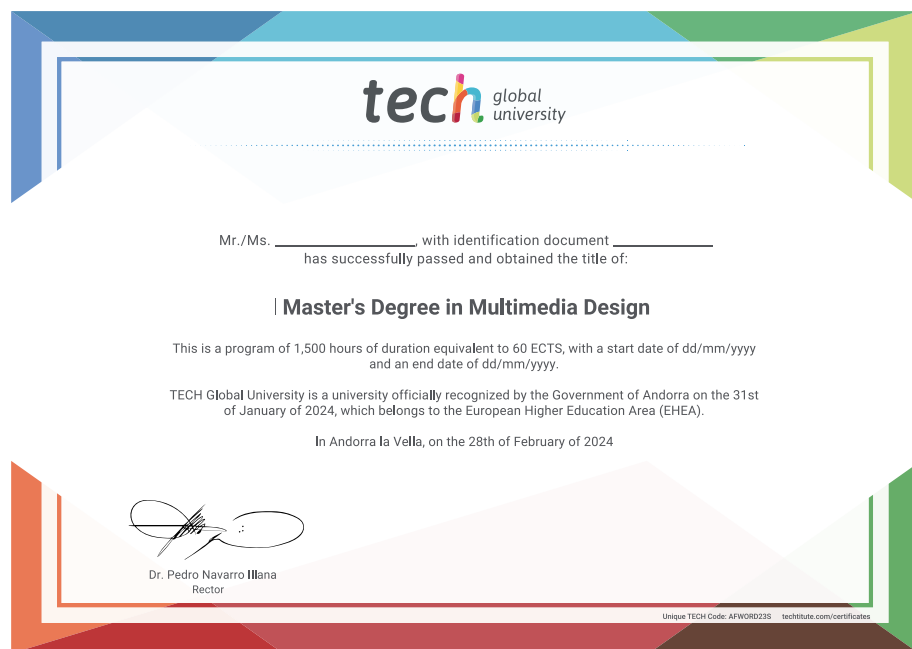 tech global
university
Mr./Ms. ____________, with identification document ____________
has successfully passed and obtained the title of:
Master's Degree in Multimedia Design
This is a program of 1,500 hours of duration equivalent to 60 ECTS, with a start date of dd/mm/yyyy
and an end date of dd/mm/yyyy.
TECH Global University is a university officially recognized by the Government of Andorra on the 31st
of January of 2024, which belongs to the European Higher Education Area (EHEA).
In Andorra la Vella, on the 28th of February of 2024
Dr. Pedro Navarro Illana
Rector
Unique TECH Code: AFWORD23S techtitute.com/certificates